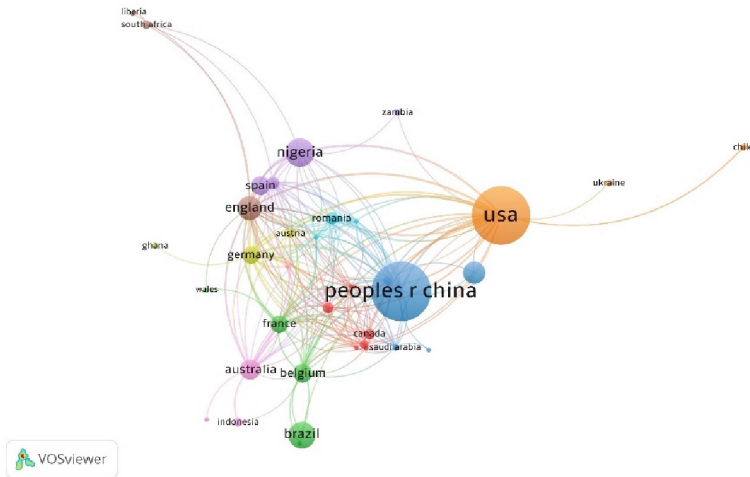 liberia
south africa
zambia
nigeria
chile
ukraine
spain
england
usa
romania
austria
ghana
germany
wales
peoples r china
france
canada
saudi arabia
australia
belgium
indonesia
brazil
VOSviewer